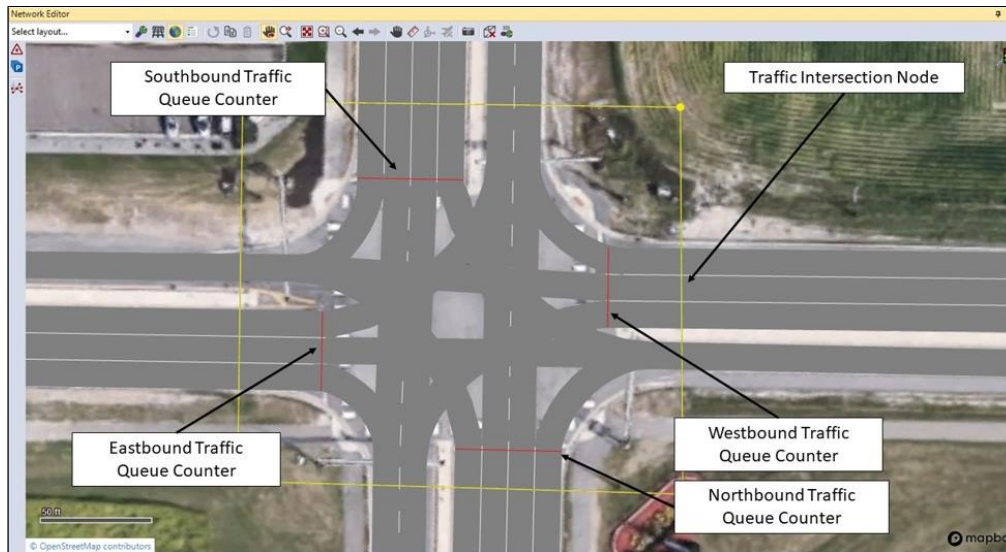 Network Editor
Select layout...
Southbound Traffic
Queue Counter
Traffic Intersection Node
Eastbound Traffic
Queue Counter
Westbound Traffic
Queue Counter
Northbound Traffic
Queue Counter
50 ft
© OpenStreetMap contributors
mapbo